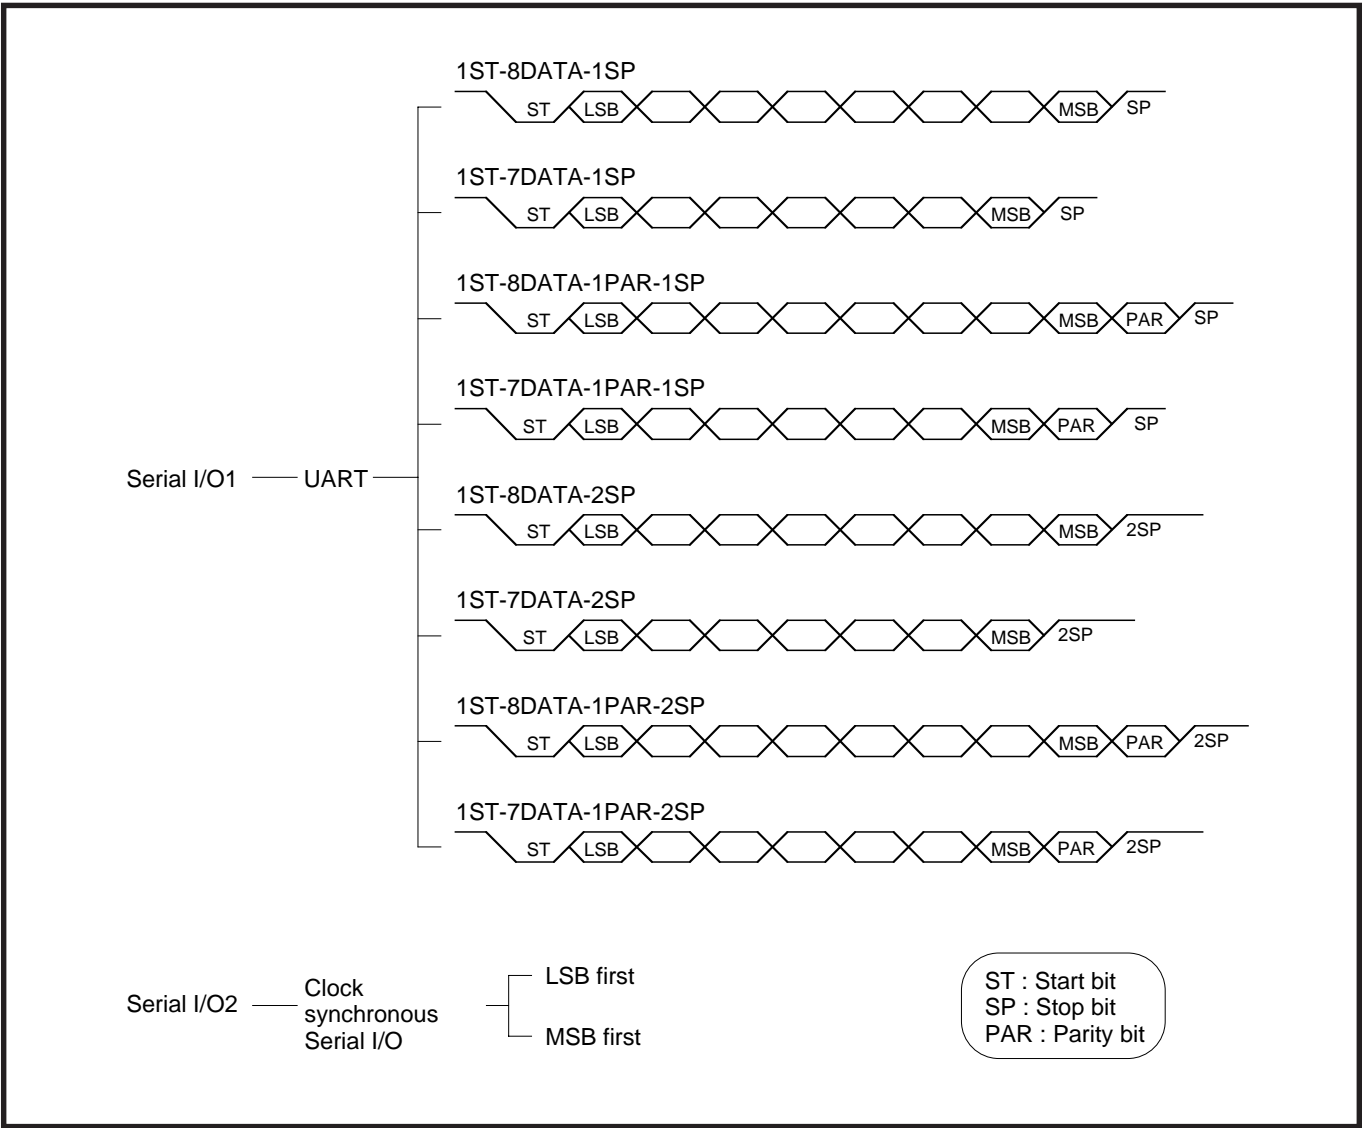 1ST-8DATA-1SP
ST LSB MSB SP
1ST-7DATA-1SP
ST LSB MSB SP
1ST-8DATA-1PAR-1SP
ST LSB MSB PAR SP
1ST-7DATA-1PAR-1SP
ST LSB MSB PAR SP
Serial I/O1 UART
1ST-8DATA-2SP
ST LSB MSB 2SP
1ST-7DATA-2SP
ST LSB MSB 2SP
1ST-8DATA-1PAR-2SP
ST LSB MSB PAR 2SP
1ST-7DATA-1PAR-2SP
ST LSB MSB PAR 2SP
Serial I/O2
Clock
synchronous
Serial I/O
LSB first
MSB first
ST : Start bit
SP : Stop bit
PAR : Parity bit